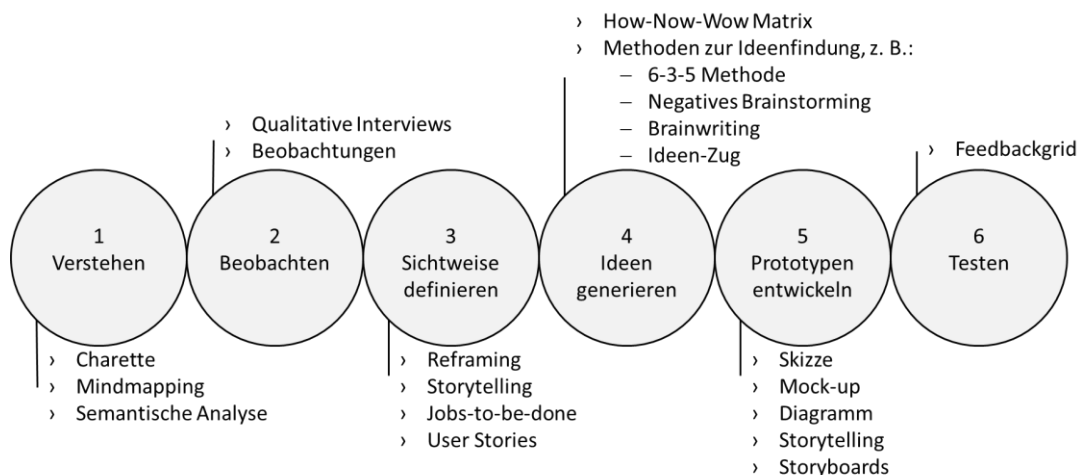 › How-Now-Wow Matrix
› Methoden zur Ideenfindung, z. B.:
– 6-3-5 Methode
– Negatives Brainstorming
– Brainwriting
– Ideen-Zug
› Qualitative Interviews
› Beobachtungen
› Feedbackgrid
1
Verstehen
2
Beobachten
3
Sichtweise
definieren
4
Ideen
generieren
5
Prototypen
entwickeln
6
Testen
› Charette
› Mindmapping
› Semantische Analyse
› Reframing
› Storytelling
› Jobs-to-be-done
› User Stories
› Skizze
› Mock-up
› Diagramm
› Storytelling
› Storyboards